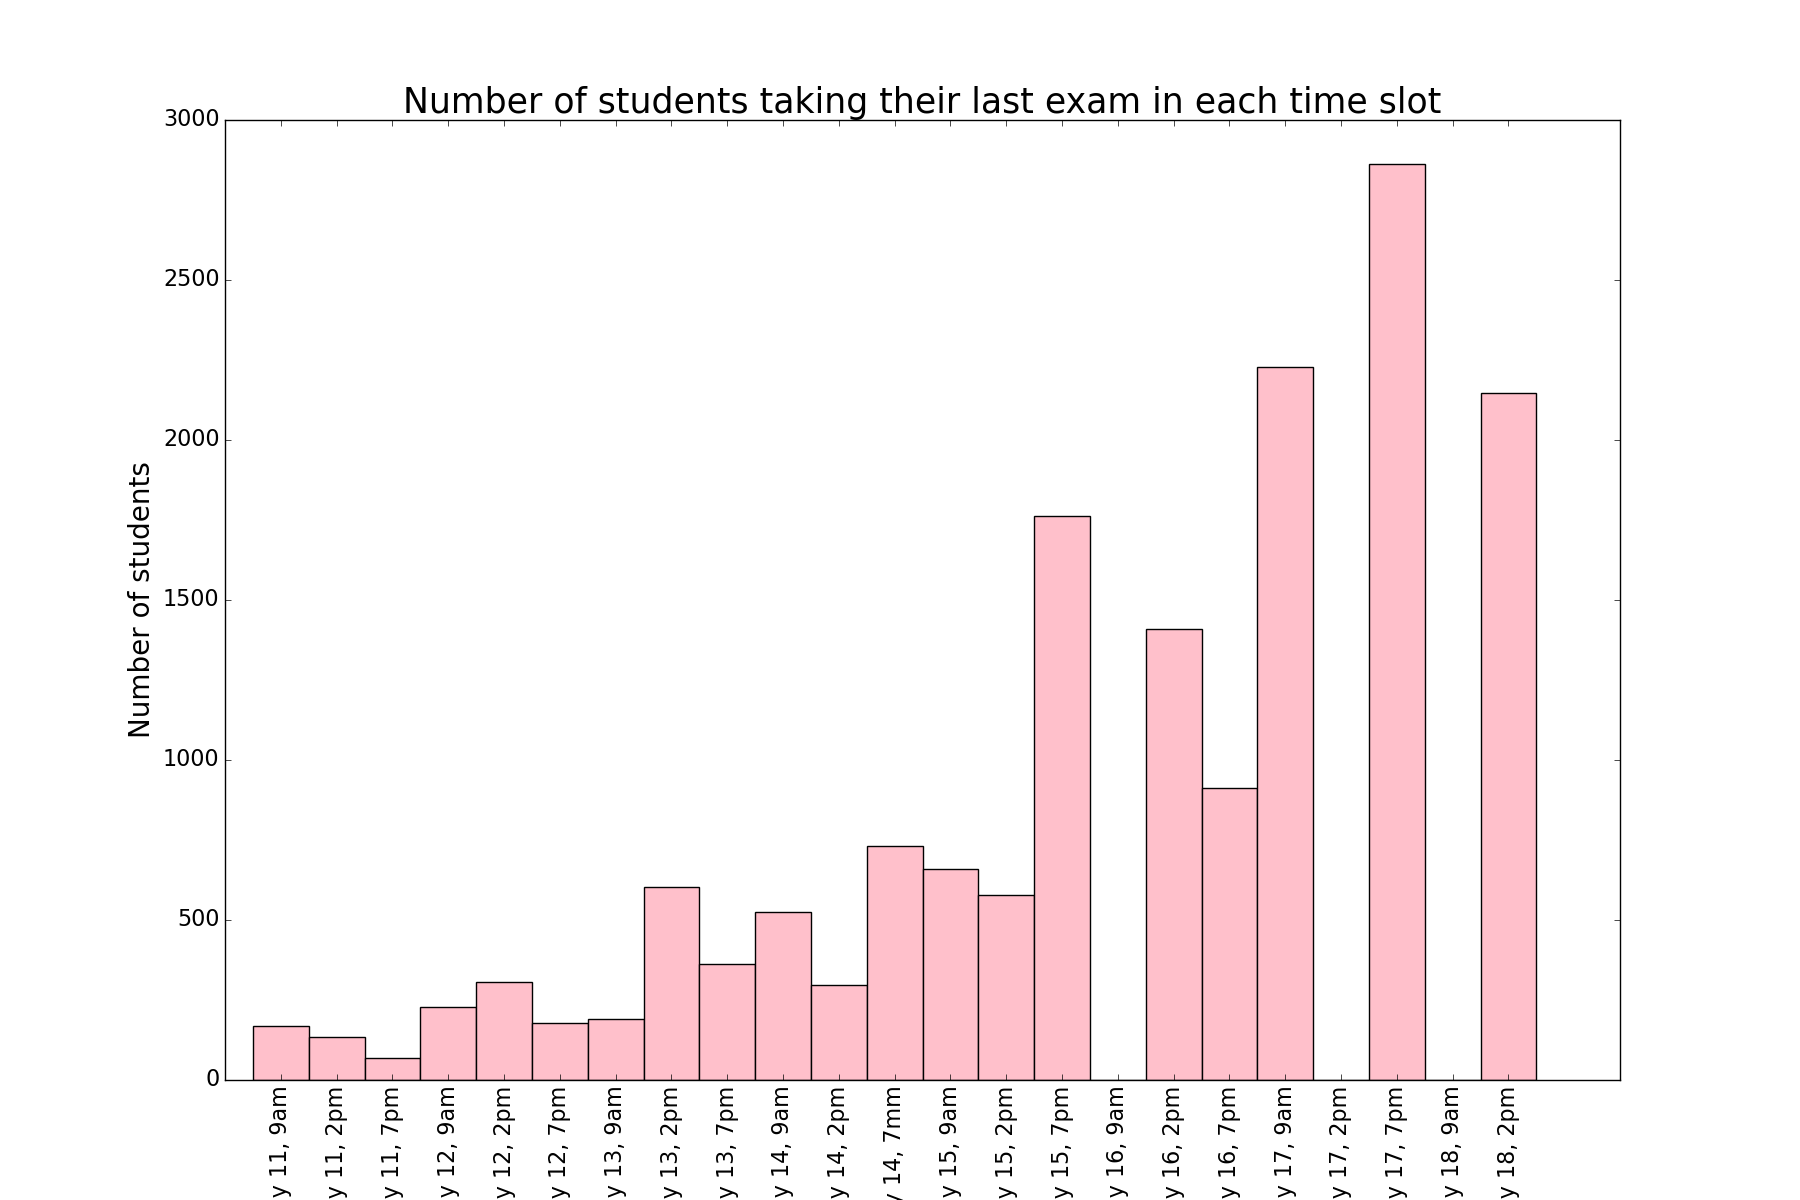 Number of students taking their last exam in each time slot
Number of students
3000
2500
2000
1500
1000
500
0
y 11, 9am
y 11, 2pm
y 11, 7pm
y 12, 9am
y 12, 2pm
y 12, 7pm
y 13, 9am
y 13, 2pm
y 13, 7pm
y 14, 9am
y 14, 2pm
y 14, 7mm
y 15, 9am
y 15, 2pm
y 15, 7pm
y 16, 9am
y 16, 2pm
y 16, 7pm
y 17, 9am
y 17, 2pm
y 17, 7pm
y 18, 9am
y 18, 2pm